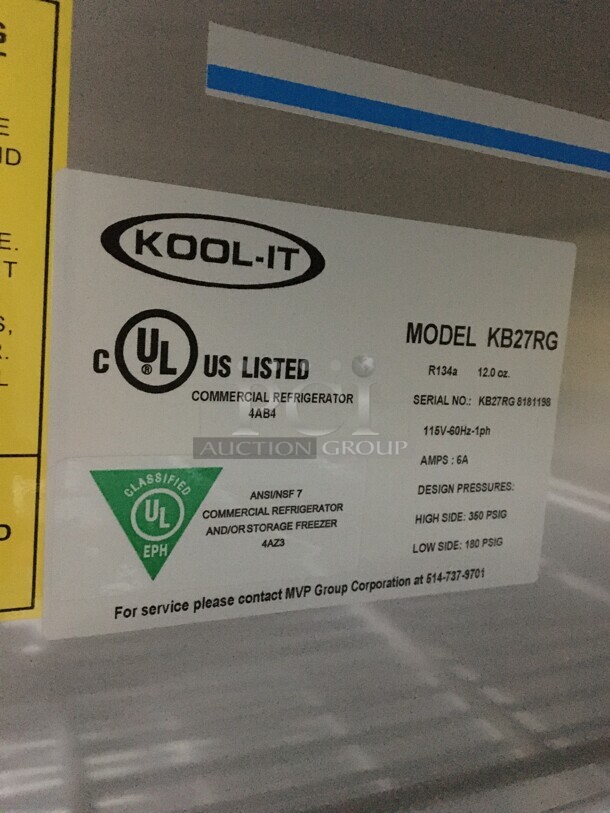 KOOL-IT
C UL ® US LISTED
COMMERCIAL REFRIGERATOR
4AB4
MODEL KB27RG
R134a 12.0 oz.
SERIAL NO.: KB27RG 8181198
115V-60Hz-1ph
AMPS : 6A
DESIGN PRESSURES:
HIGH SIDE: 350 PSIG
LOW SIDE: 180 PSIG
CLASSIFIED
UL
EPH
ANSI/NSF 7
COMMERCIAL REFRIGERATOR
AND/OR STORAGE FREEZER
4AZ3
For service please contact MVP Group Corporation at 514-737-9701
PCI
AUCTION GROUP